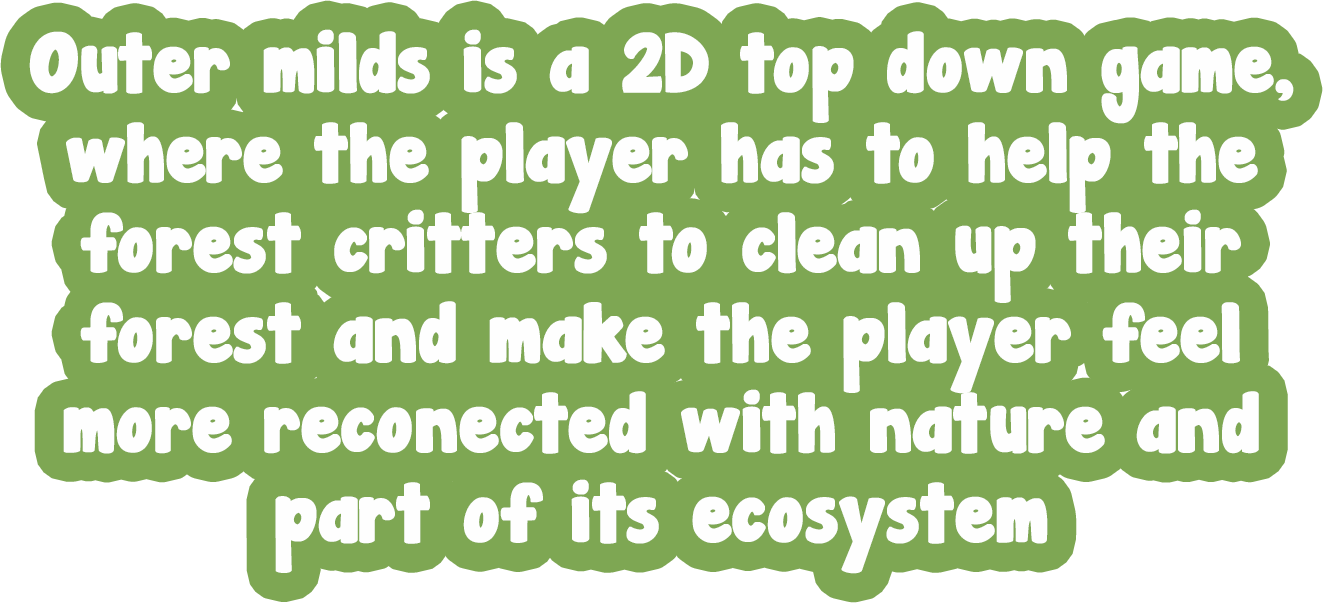 Outer milds is a 2D top down game,
where the player has to help the
forest critters to clean up their
forest and make the player feel
more reconected with nature and
part of its ecosystem